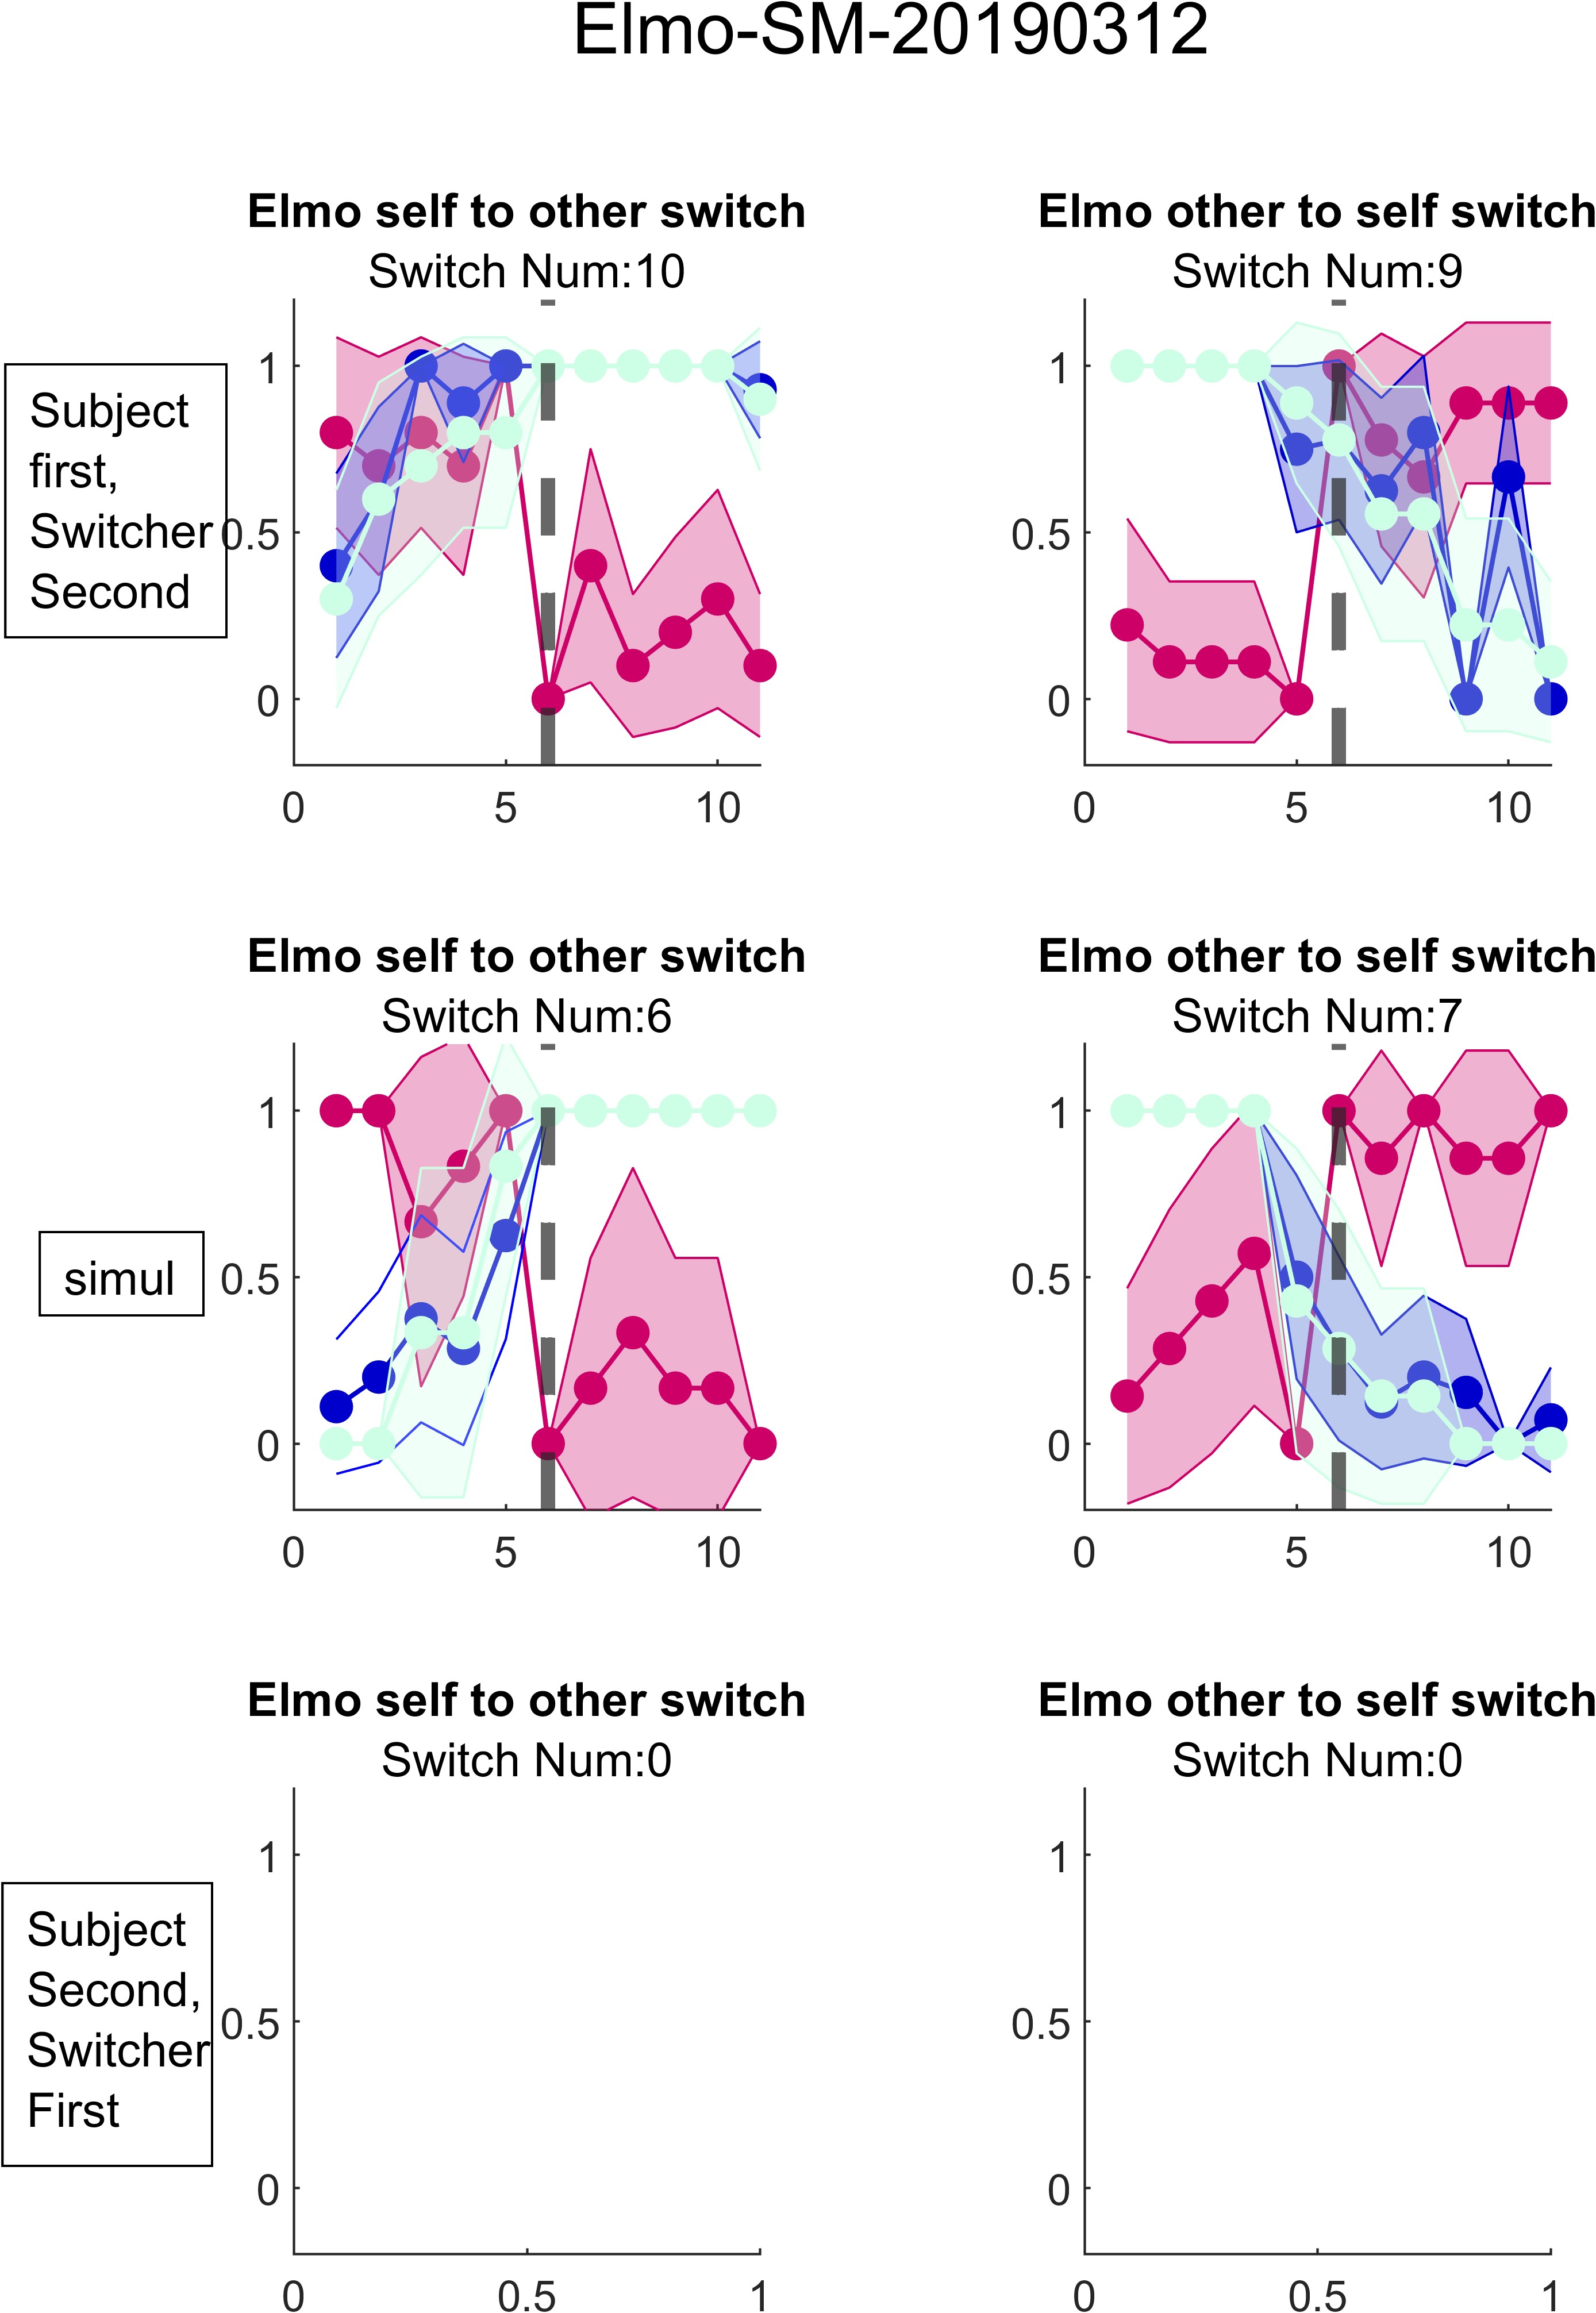 Elmo-SM-20190312
Elmo self to other switch
Switch Num:10
Elmo other to self switch
Switch Num:9
Subject
first,
Switcher
Second
1
0.5
0
0
5
10
1
0.5
0
0
5
10
Elmo self to other switch
Switch Num:6
Elmo other to self switch
Switch Num:7
simul
1
0.5
0
0
5
10
1
0.5
0
0
5
10
Elmo self to other switch
Switch Num:0
Elmo other to self switch
Switch Num:0
Subject
Second,
Switcher
First
1
0.5
0
0
0.5
1
1
0.5
0
0
0.5
1